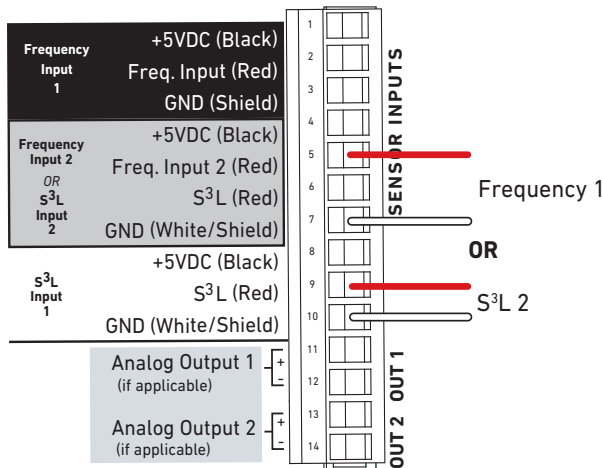 Frequency
Input
1
+5VDC (Black)
Freq. Input (Red)
GND (Shield)
Frequency
Input 2
OR
S³L
Input
2
+5VDC (Black)
Freq. Input 2 (Red)
S³L (Red)
GND (White/Shield)
S³L
Input
1
+5VDC (Black)
S³L (Red)
GND (White/Shield)
Analog Output 1
(if applicable)
+
-
Analog Output 2
(if applicable)
+
-
1
2
3
4
5
6
7
8
9
10
11
12
13
14
SENSOR INPUTS
OUT 1
OUT 2
Frequency 1
OR
S³L 2